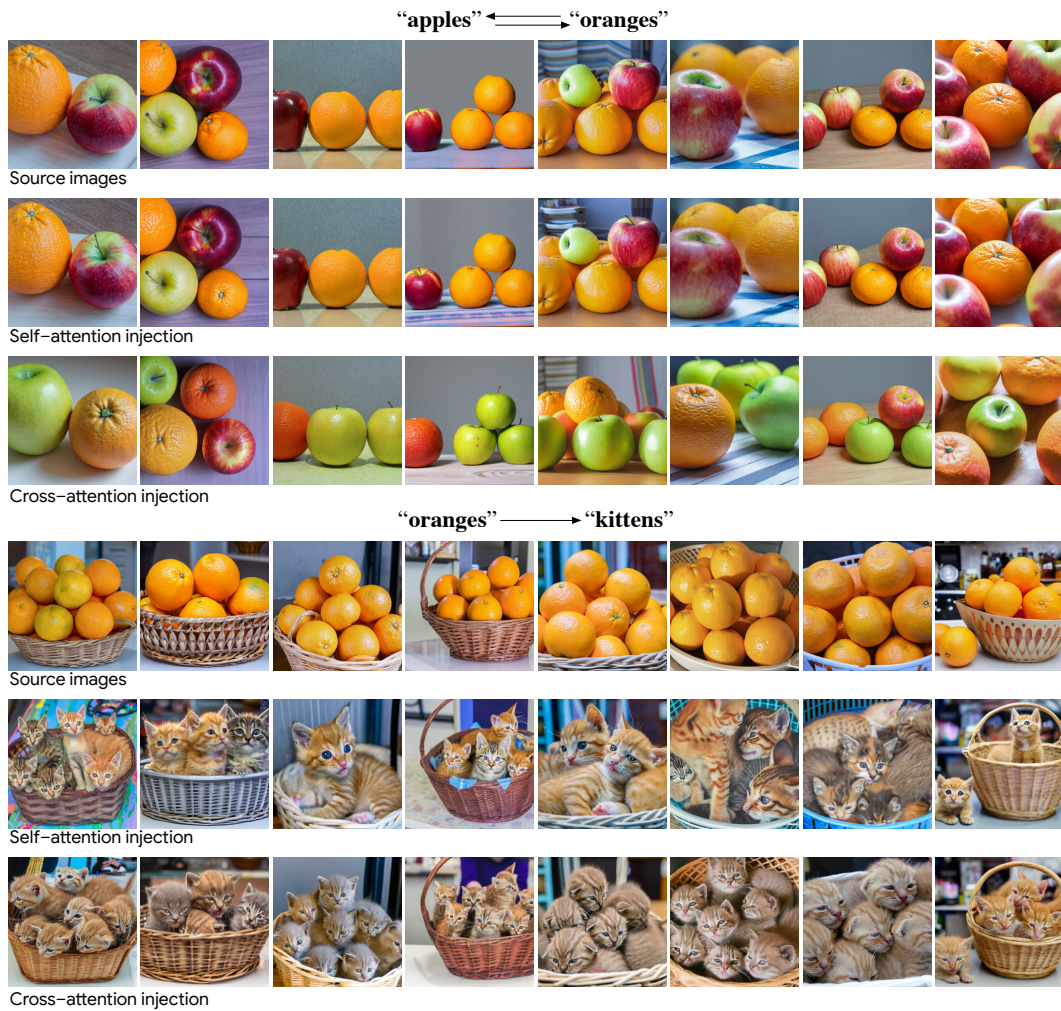 “apples” “oranges”
Source images
Self-attention injection
Cross-attention injection
“oranges” “kittens”
Source images
Self-attention injection
Cross-attention injection